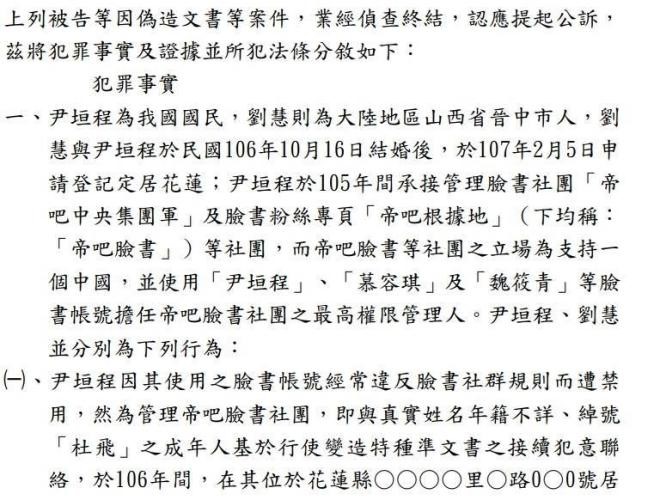 上列被告等因偽造文書等案件，業經偵查終結，認應提起公訴，
茲將犯罪事實及證據並所犯法條分敘如下：
犯罪事實
一、尹垣程為我國國民，劉慧則為大陸地區山西省晉中市人，劉
慧與尹垣程於民國106年10月16日結婚後，於107年2月5日申
請登記定居花蓮；尹垣程於105年間承接管理臉書社團「帝
吧中央集團軍」及臉書粉絲專頁「帝吧根據地」（下均稱：
「帝吧臉書」）等社團，而帝吧臉書等社團之立場為支持一
個中國，並使用「尹垣程」、「慕容琪」及「魏筱青」等臉
書帳號擔任帝吧臉書社團之最高權限管理人。尹垣程、劉慧
並分別為下列行為：
㈠、尹垣程因其使用之臉書帳號經常違反臉書社群規則而遭禁
用，然為管理帝吧臉書社團，即與真實姓名年籍不詳、綽號
「杜飛」之成年人基於行使變造特種準文書之接續犯意聯
絡，於106年間，在其位於花蓮縣○○○○里○路0○0號居